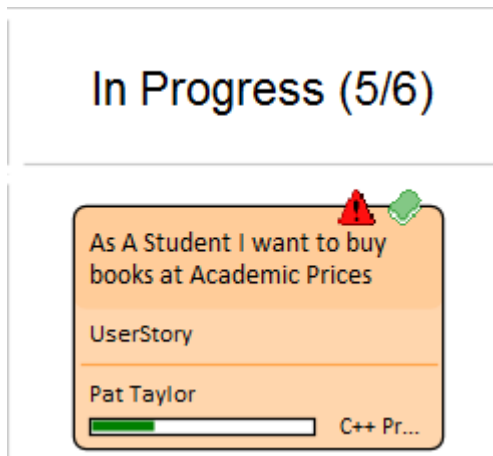 In Progress (5/6)
As A Student I want to buy
books at Academic Prices
UserStory
Pat Taylor
C++ Pr...